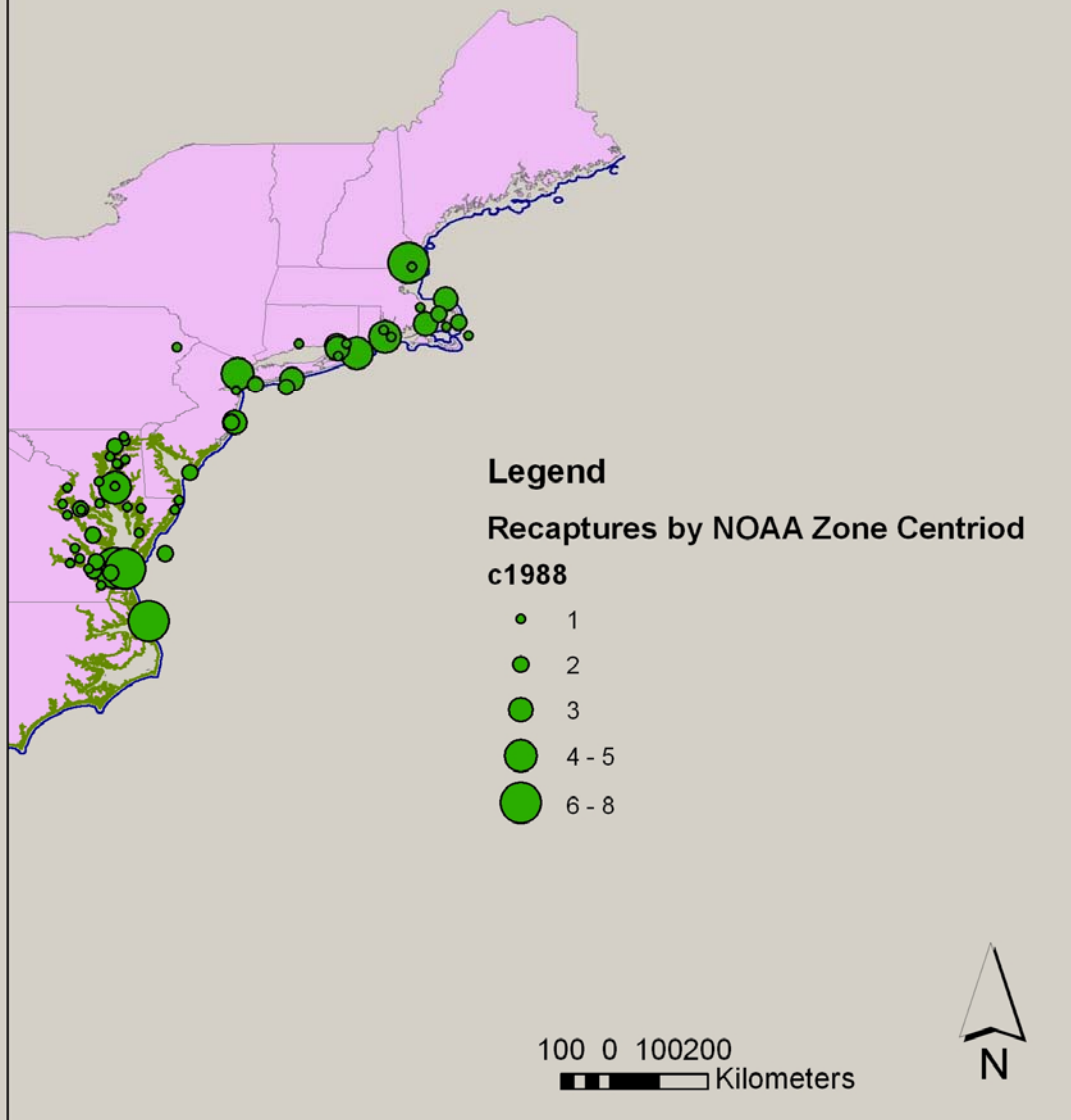 Legend
Recaptures by NOAA Zone Centriod
c1988
1
2
3
4 - 5
6 - 8
100 0 100200
Kilometers
N